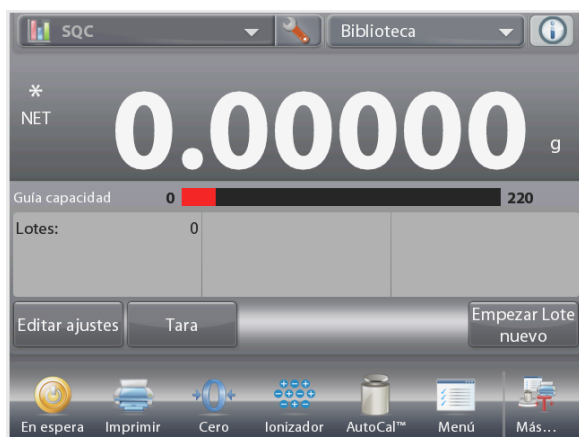 SQC Biblioteca
*
NET 0.00000 g
Guía capacidad 0 220
Lotes: 0
Editar ajustes Tara Empezar Lote nuevo
En espera Imprimir Cero Ionizador AutoCal™ Menú Más...